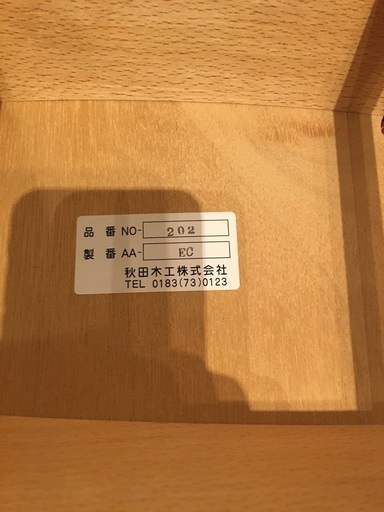 品 番 NO- 202
製 番 AA- EC
秋田木工株式会社
TEL 0183(73)0123